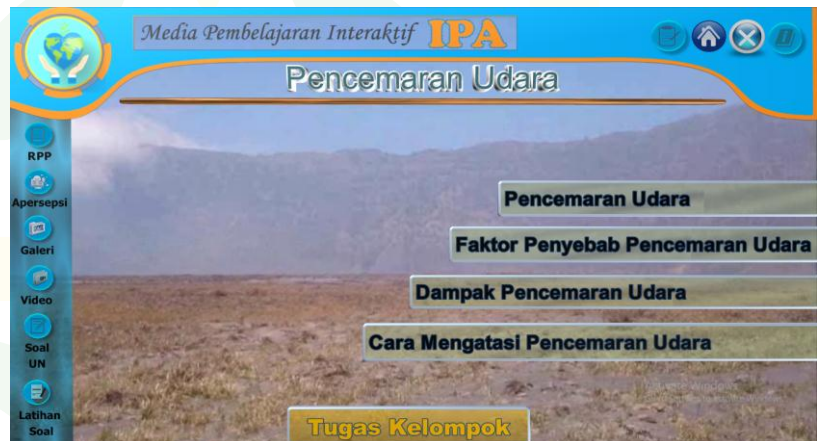 Media Pembelajaran Interaktif IPA
Pencemaran Udara
RPP
Apersepsi
Galeri
Video
Soal
UN
Latihan
Soal
Pencemaran Udara
Faktor Penyebab Pencemaran Udara
Dampak Pencemaran Udara
Cara Mengatasi Pencemaran Udara
Tugas Kelompok